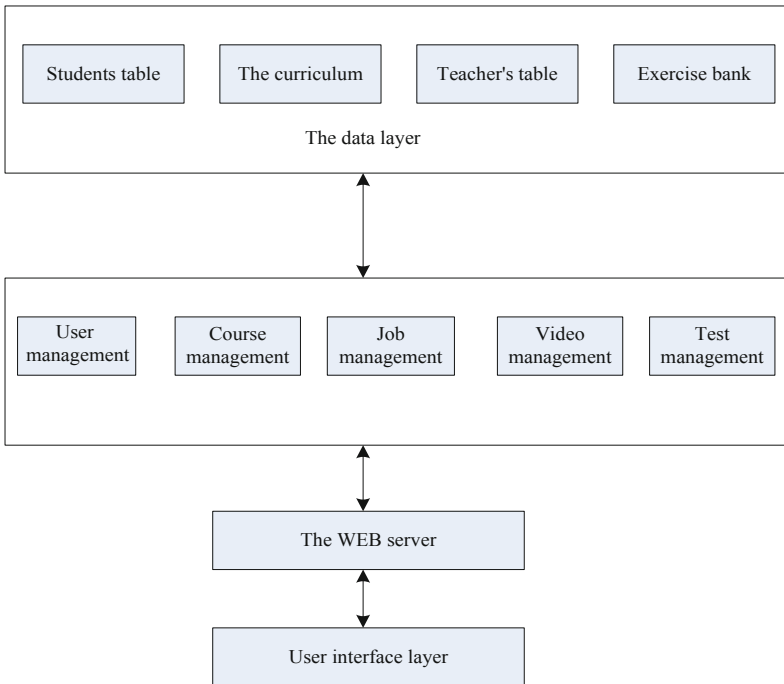 Students table
The curriculum
Teacher's table
Exercise bank
The data layer
User
management
Course
management
Job
management
Video
management
Test
management
The WEB server
User interface layer